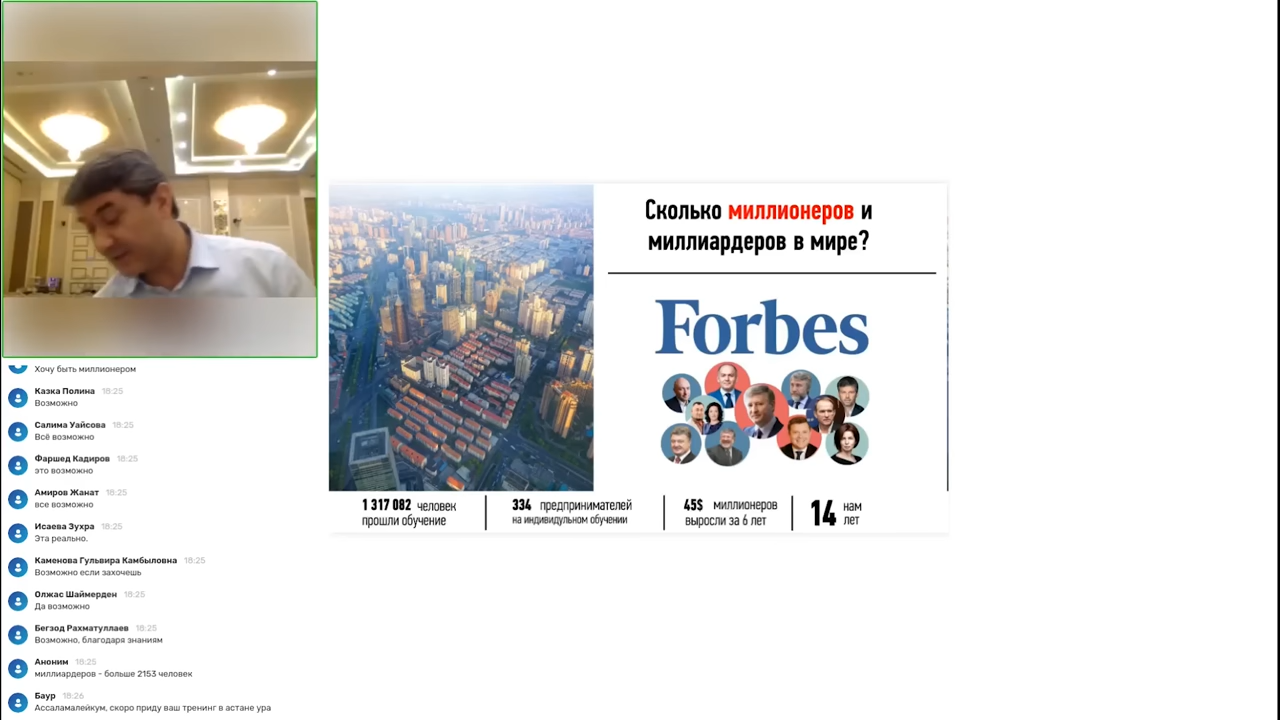 Хочу быть миллионером
Казка Полина 18:25
Возможно
Салима Уайсова 18:25
Всё возможно
Фаршед Кадиров 18:25
это возможно
Амиров Жанат 18:25
все возможно
Исаева Зухра 18:25
Эта реально.
Каменова Гульвира Камбыловна 18:25
Возможно если захочешь
Олжас Шаймерден 18:25
Да возможно
Бегзод Рахматуллаев 18:25
Возможно, благодаря знаниям
Аноним 18:25
миллиардеров - больше 2153 человек
Баур 18:26
Ассаламалейкум, скоро приду ваш тренинг в астане ура
Сколько миллионеров и
миллиардеров в мире?
Forbes
1 317 082 человек
прошли обучение
334 предпринимателей
на индивидульном обучении
45$ миллионеров
выросли за 6 лет
14 нам
лет